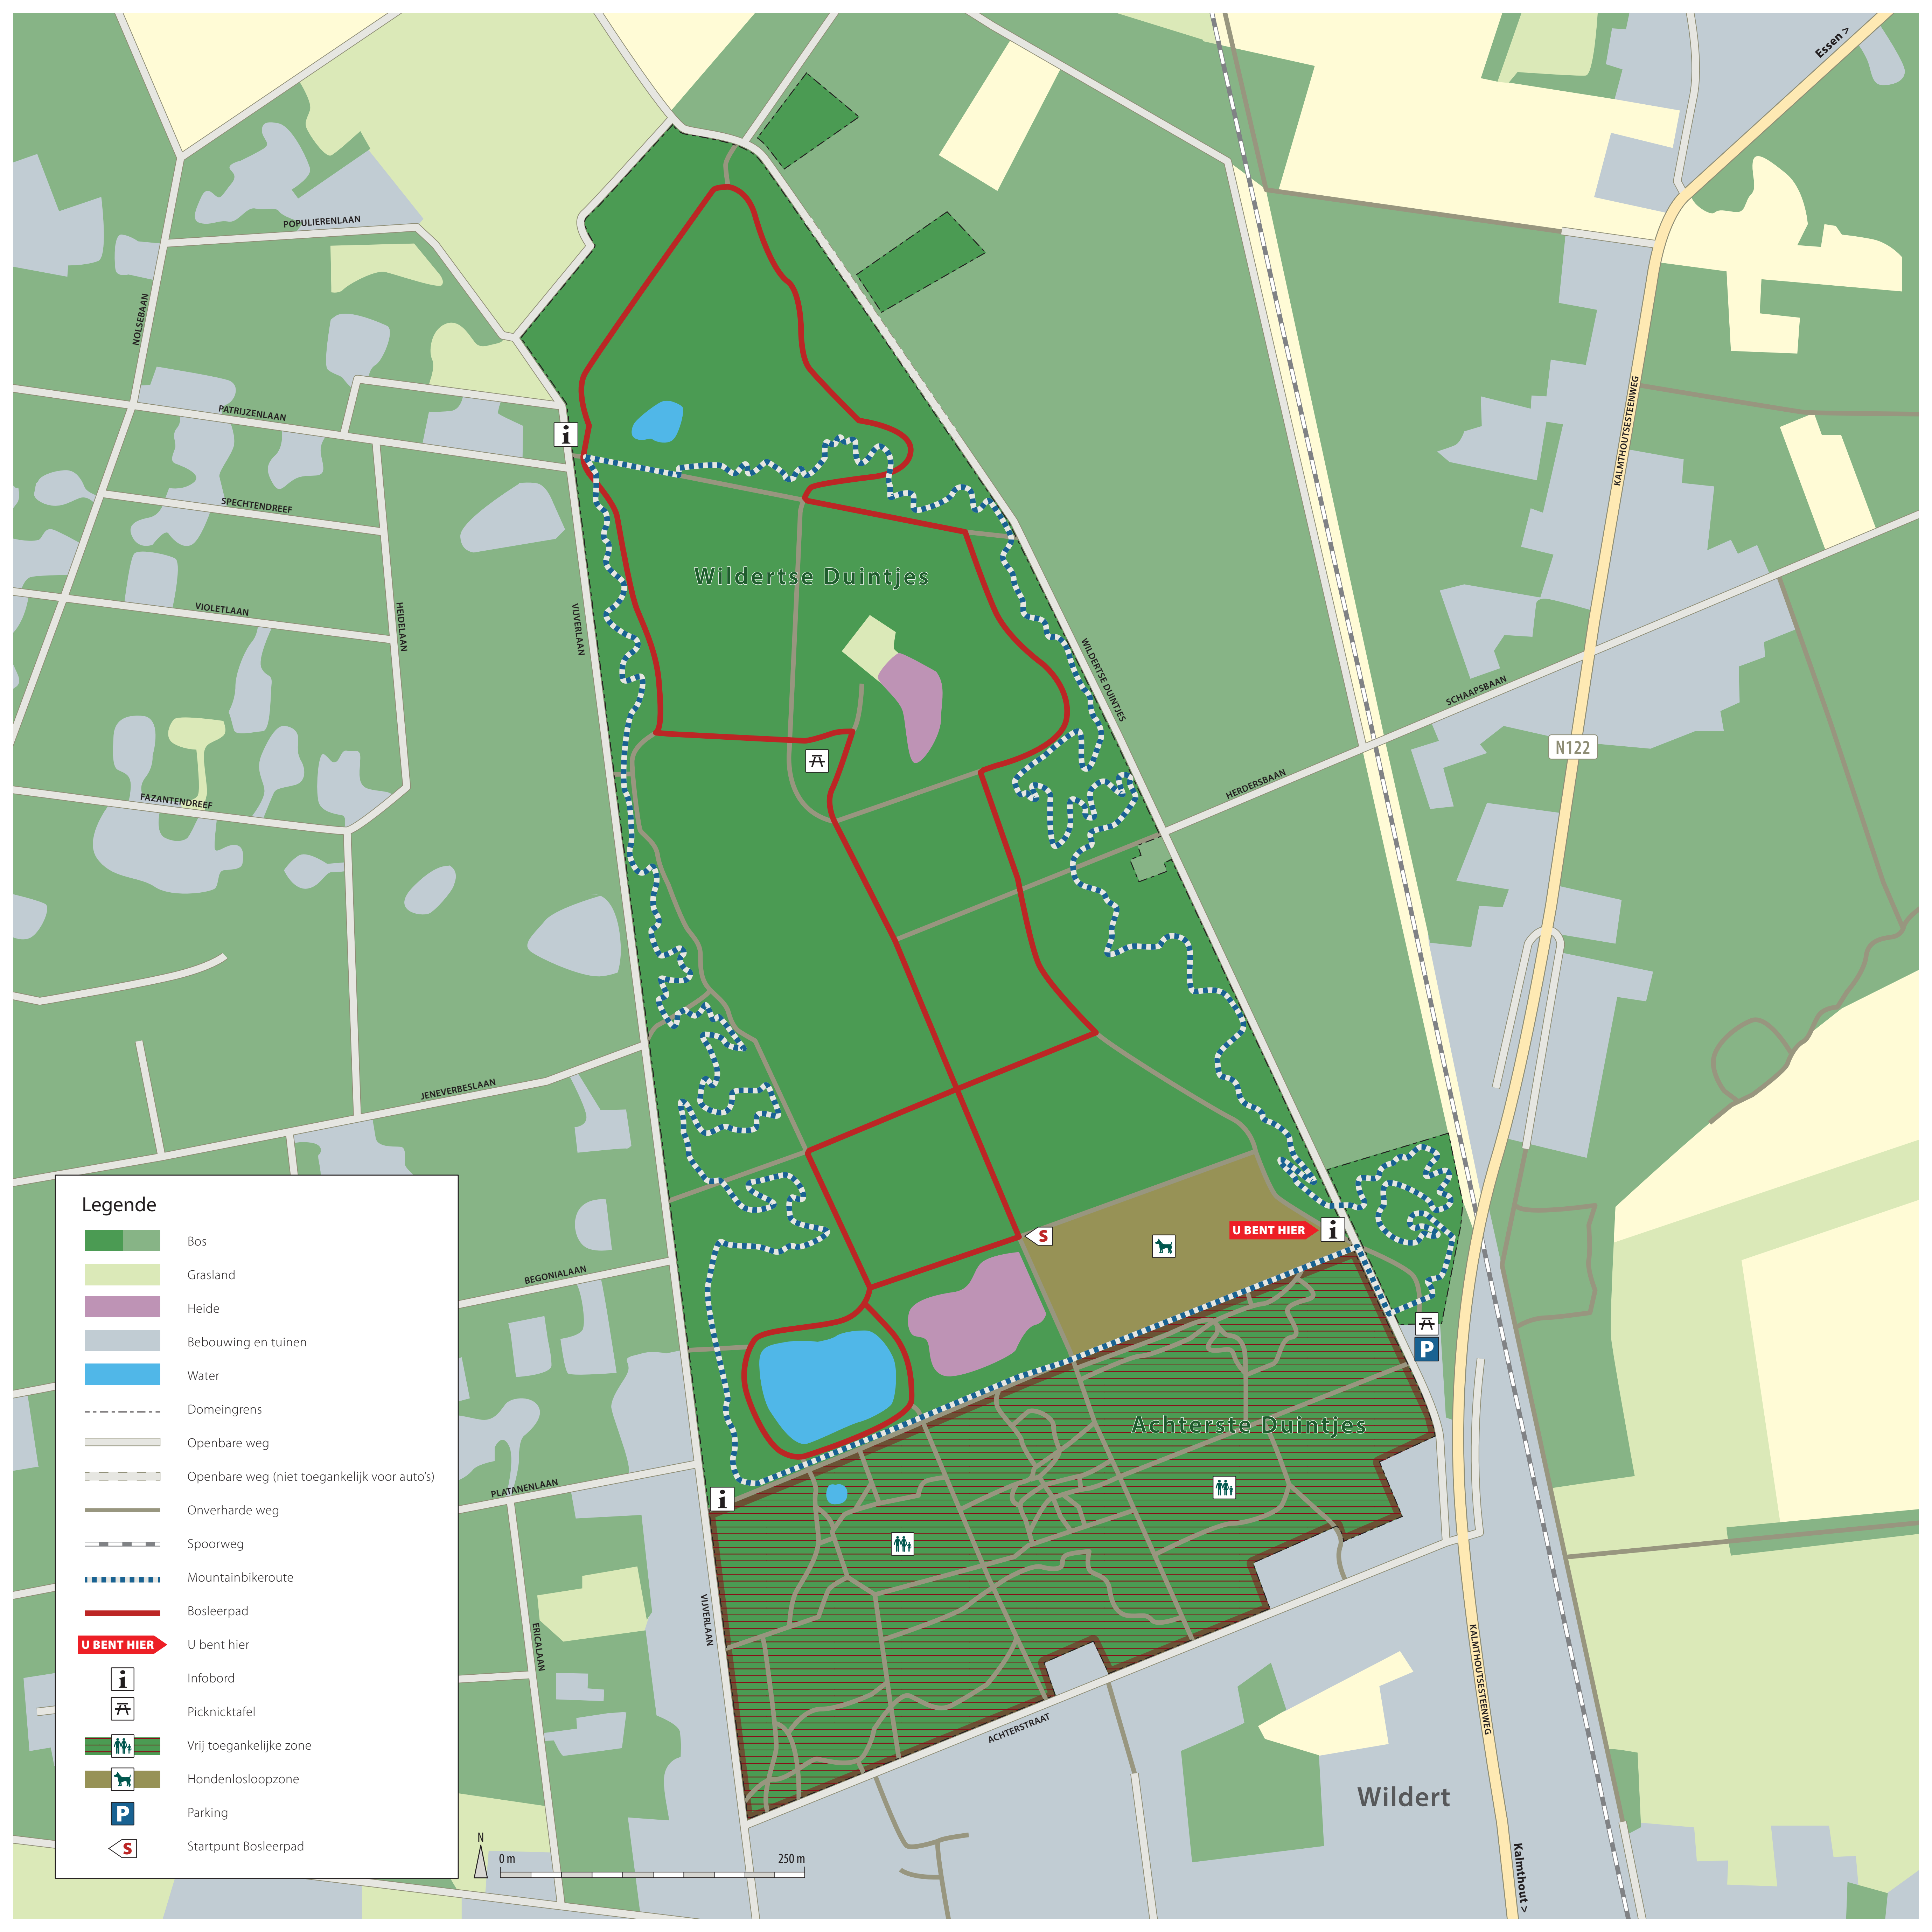 Essen >
POPULIERENLAAN
NOLSEBAAN
PATRIJZENLAAN
i
KALMTHOUTSESTEENWEG
SPECHTENDREEF
Wildertse Duintjes
VIOLETLAAN
HEIDELAAN
VIJVERLAAN
WILDERTSE DUINTJES
SCHAAPSBAAN
N122
HERDERSBAAN
FAZANTENDREEF
JENEVERBESLAAN
S
U BENT HIER
i
BEGONIALAAN
P
Achterste Duintjes
PLATANENLAAN
i
VIJVERLAAN
ERICALAAN
KALMTHOUTSESTEENWEG
ACHTERSTRAAT
Wildert
Kalmthout >
Legende
Bos
Grasland
Heide
Bebouwing en tuinen
Water
Domeingrens
Openbare weg
Openbare weg (niet toegankelijk voor auto's)
Onverharde weg
Spoorweg
Mountainbikeroute
Bosleerpad
U BENT HIER U bent hier
i Infobord
Picknicktafel
Vrij toegankelijke zone
Hondenlosloopzone
P Parking
S Startpunt Bosleerpad
N
0 m 250 m